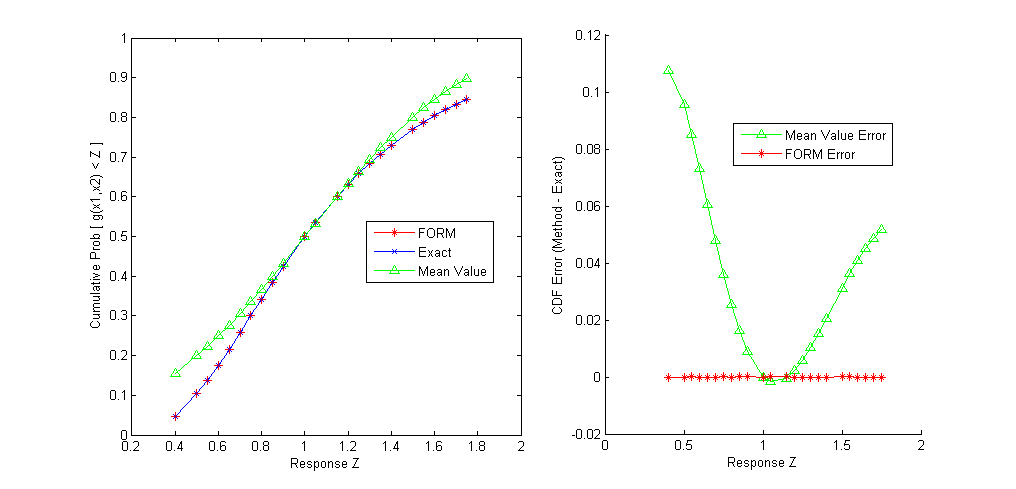 1
0.9
0.8
0.7
0.6
0.5
0.4
0.3
0.2
0.1
0
0.2 0.4 0.6 0.8 1 1.2 1.4 1.6 1.8 2
Response Z
Cumulative Prob [ g(x1,x2) < Z ]
FORM
Exact
Mean Value
0.12
0.1
0.08
0.06
0.04
0.02
0
-0.02
0 0.5 1 1.5 2
Response Z
CDF Error (Method - Exact)
Mean Value Error
FORM Error